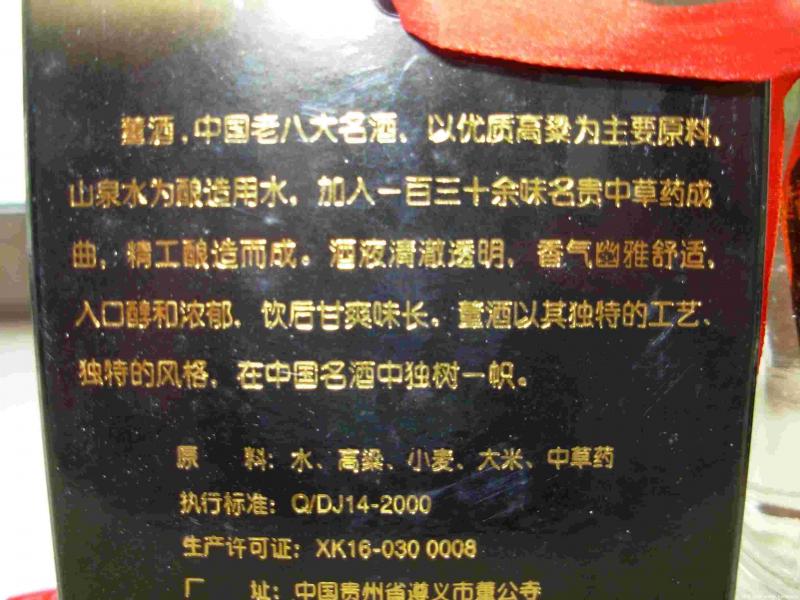 董酒，中国老八大名酒，以优质高粱为主要原料，
山泉水为酿造用水，加入一百三十余味名贵中草药成
曲，精工酿造而成。酒液清澈透明，香气幽雅舒适，
入口醇和浓郁，饮后甘爽味长。董酒以其独特的工艺、
独特的风格，在中国名酒中独树一帜。
原 料：水、高粱、小麦、大米、中草药
执行标准：Q/DJ14-2000
生产许可证：XK16-030 0008
厂 址：中国贵州省遵义市董公寺